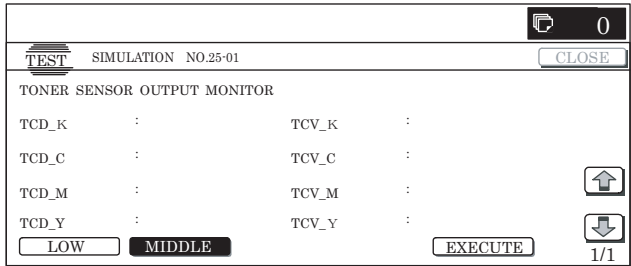 0
TEST SIMULATION NO.25-01 CLOSE
TONER SENSOR OUTPUT MONITOR
TCD_K : TCV_K :
TCD_C : TCV_C :
TCD_M : TCV_M :
TCD_Y : TCV_Y :
LOW MIDDLE EXECUTE 1/1